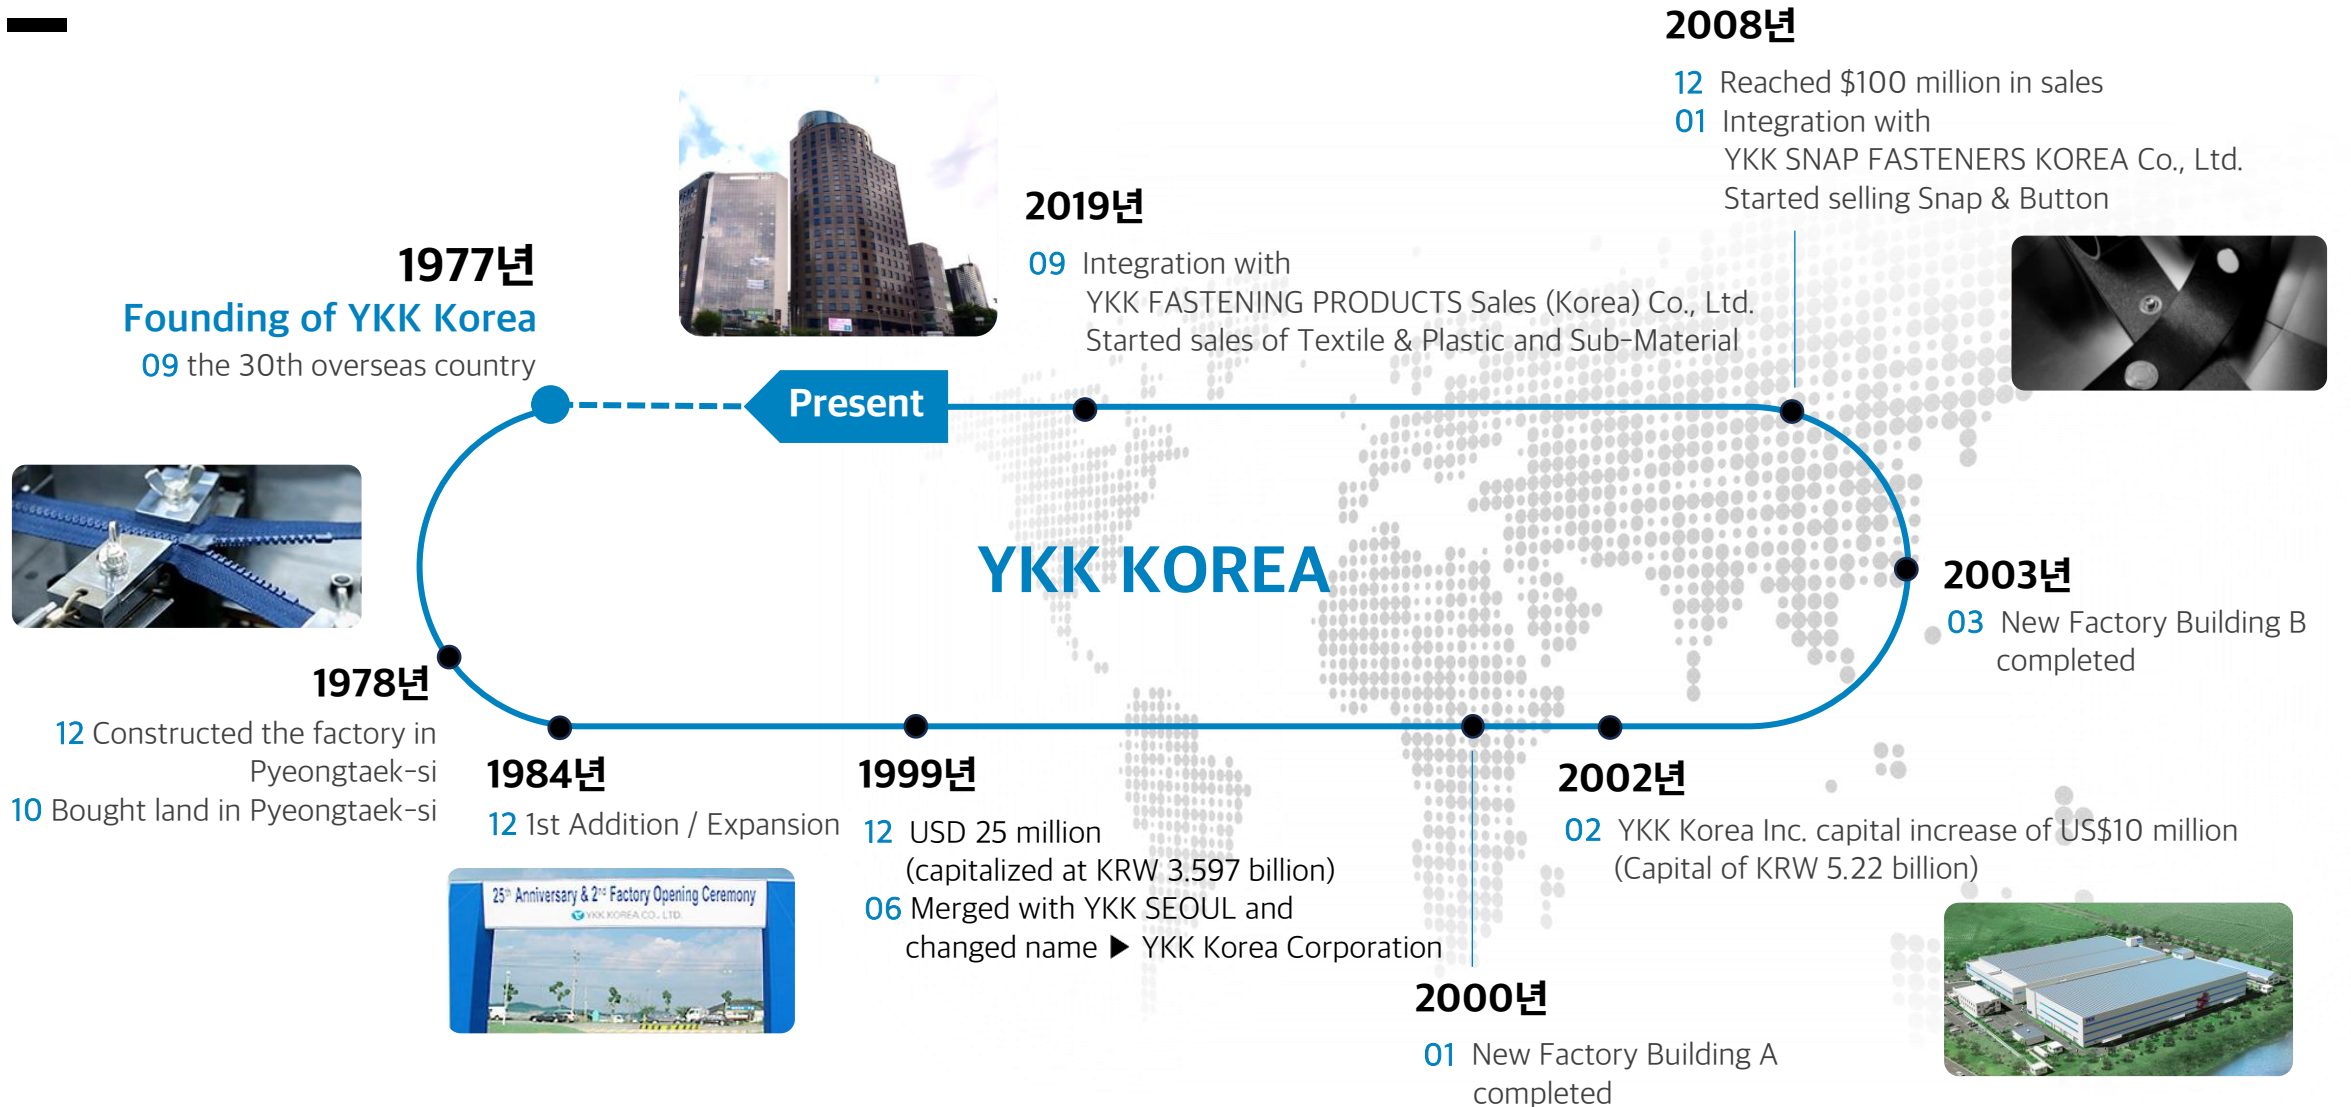 1977년
Founding of YKK Korea
09 the 30th overseas country
1978년
12 Constructed the factory in
Pyeongtaek-si
10 Bought land in Pyeongtaek-si
1984년
12 1st Addition / Expansion
25th Anniversary & 2nd Factory Opening Ceremony
YKK KOREA CO., LTD.
1999년
12 USD 25 million
(capitalized at KRW 3.597 billion)
06 Merged with YKK SEOUL and
changed name ▶ YKK Korea Corporation
2000년
01 New Factory Building A
completed
2002년
02 YKK Korea Inc. capital increase of US$10 million
(Capital of KRW 5.22 billion)
2003년
03 New Factory Building B
completed
2008년
12 Reached $100 million in sales
01 Integration with
YKK SNAP FASTENERS KOREA Co., Ltd.
Started selling Snap & Button
2019년
09 Integration with
YKK FASTENING PRODUCTS Sales (Korea) Co., Ltd.
Started sales of Textile & Plastic and Sub-Material
Present
YKK KOREA